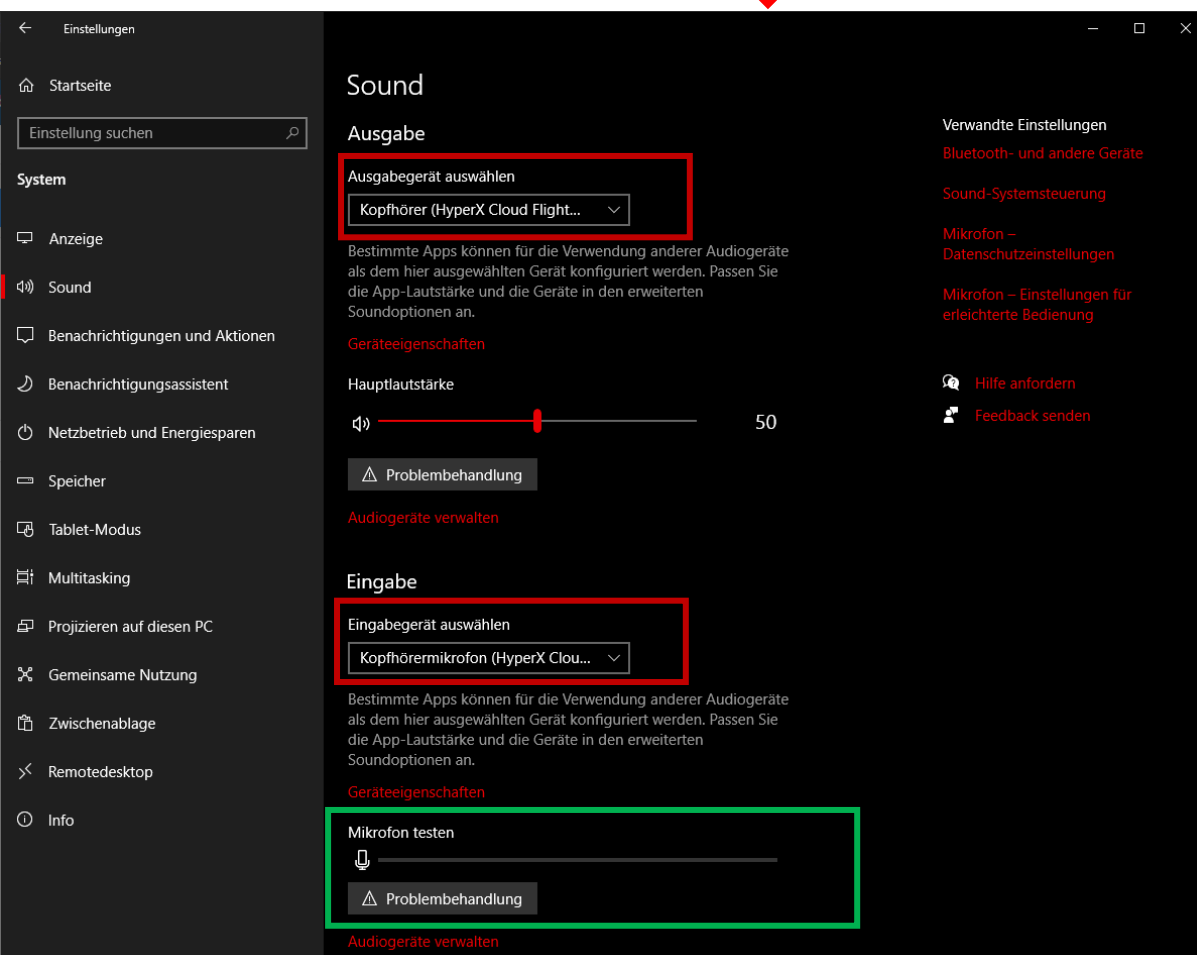 Einstellungen
Startseite
Einstellung suchen
System
Anzeige
Sound
Benachrichtigungen und Aktionen
Benachrichtigungsassistent
Netzbetrieb und Energiesparen
Speicher
Tablet-Modus
Multitasking
Projizieren auf diesen PC
Gemeinsame Nutzung
Zwischenablage
Remotedesktop
Info
Sound
Ausgabe
Ausgabegerät auswählen
Kopfhörer (HyperX Cloud Flight...
Bestimmte Apps können für die Verwendung anderer Audiogeräte
als dem hier ausgewählten Gerät konfiguriert werden. Passen Sie
die App-Lautstärke und die Geräte in den erweiterten
Soundoptionen an.
Geräteeigenschaften
Hauptlautstärke
50
Problembehandlung
Audiogeräte verwalten
Eingabe
Eingabegerät auswählen
Kopfhörermikrofon (HyperX Clou...
Bestimmte Apps können für die Verwendung anderer Audiogeräte
als dem hier ausgewählten Gerät konfiguriert werden. Passen Sie
die App-Lautstärke und die Geräte in den erweiterten
Soundoptionen an.
Geräteeigenschaften
Mikrofon testen
Problembehandlung
Audiogeräte verwalten
Verwandte Einstellungen
Bluetooth- und andere Geräte
Sound-Systemsteuerung
Mikrofon –
Datenschutzeinstellungen
Mikrofon – Einstellungen für
erleichterte Bedienung
Hilfe anfordern
Feedback senden